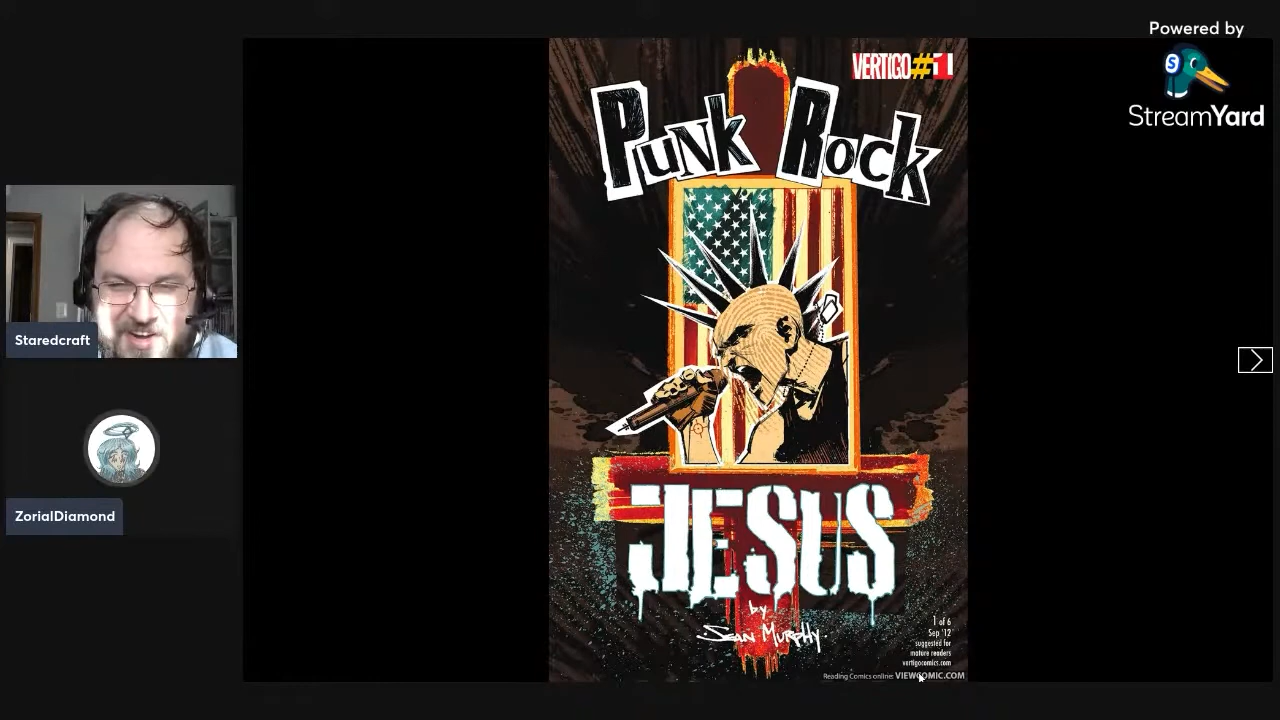 Powered by
StreamYard
VERTIGO #1
PUNK ROCK
JESUS
by
SEAN MURPHY
1 of 6
Sep '12
suggested for
mature readers
vertigocomics.com
Reading Comics online: VIEWCOMIC.COM
Staredcraft
ZorialDiamond